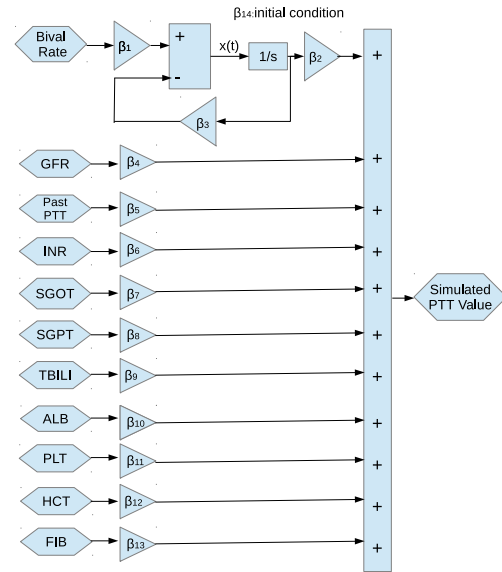 β14:initial condition
Bival
Rate
β1
+
-
x(t)
1/s
β2
+
β3
GFR
β4
+
Past
PTT
β5
+
INR
β6
+
SGOT
β7
+
Simulated
PTT Value
SGPT
β8
+
TBILI
β9
+
ALB
β10
+
PLT
β11
+
HCT
β12
+
FIB
β13
+